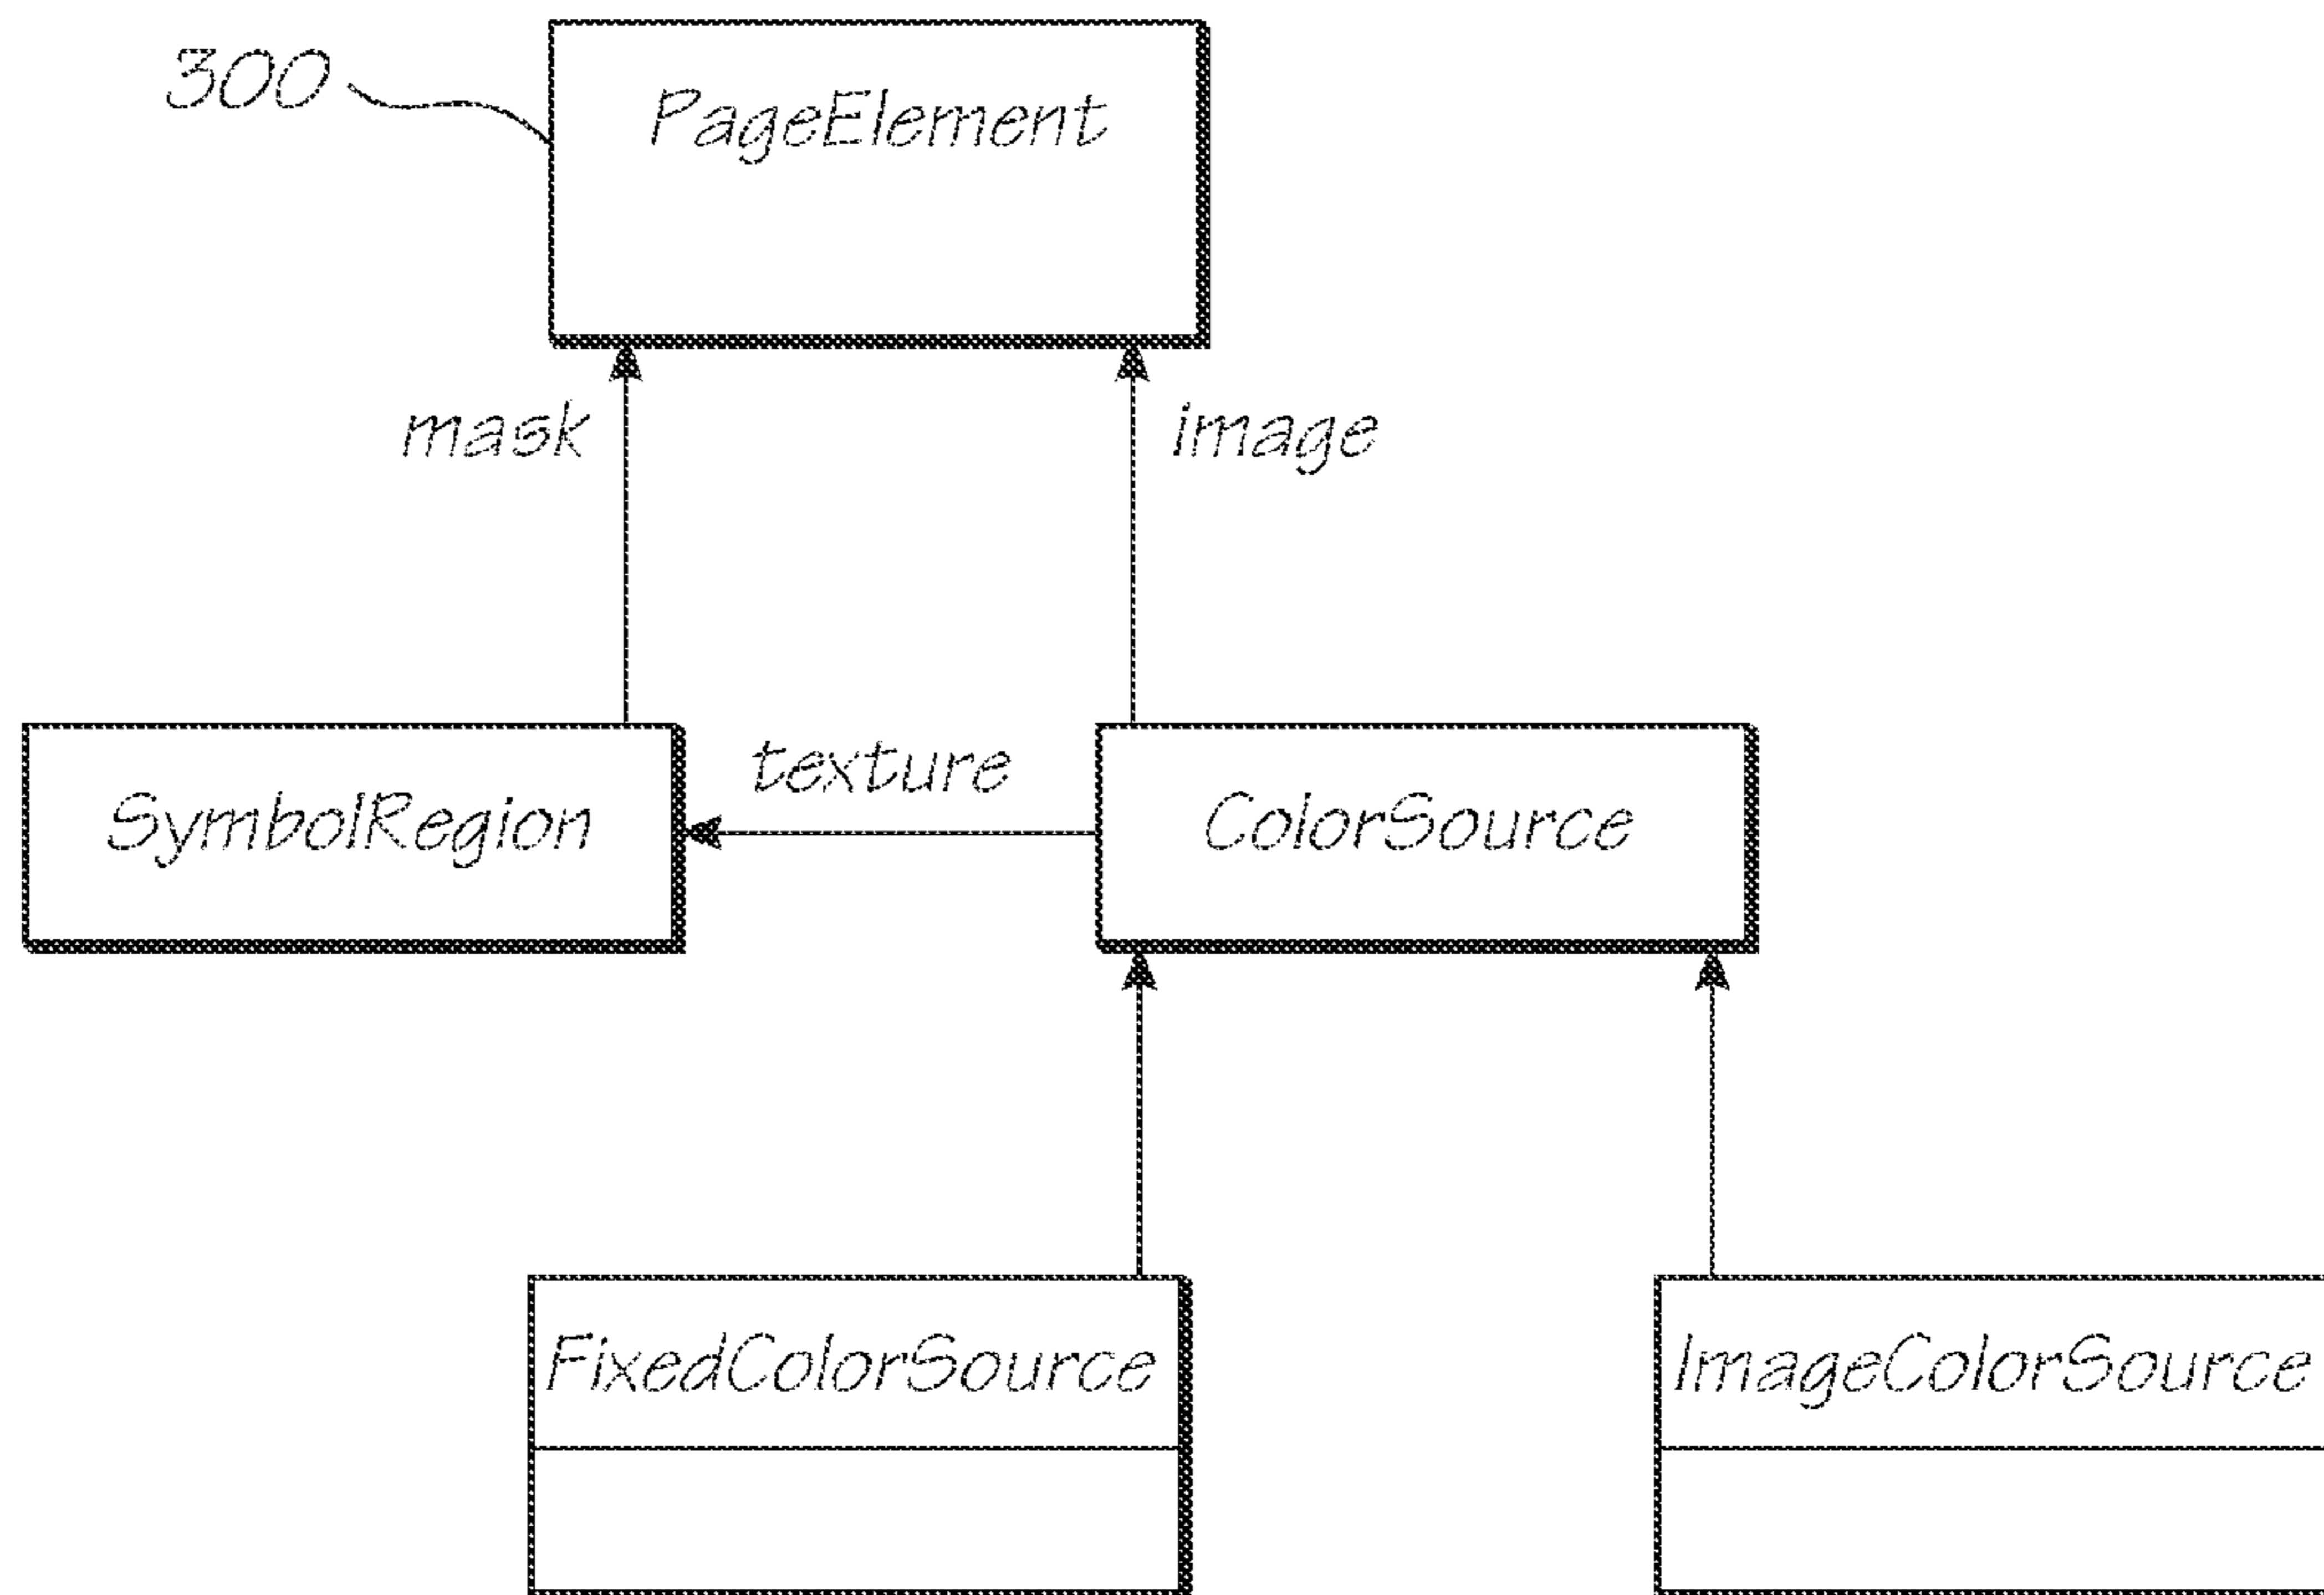 300
PageElement
mask
image
texture
SymbolRegion
ColorSource
FixedColorSource
ImageColorSource